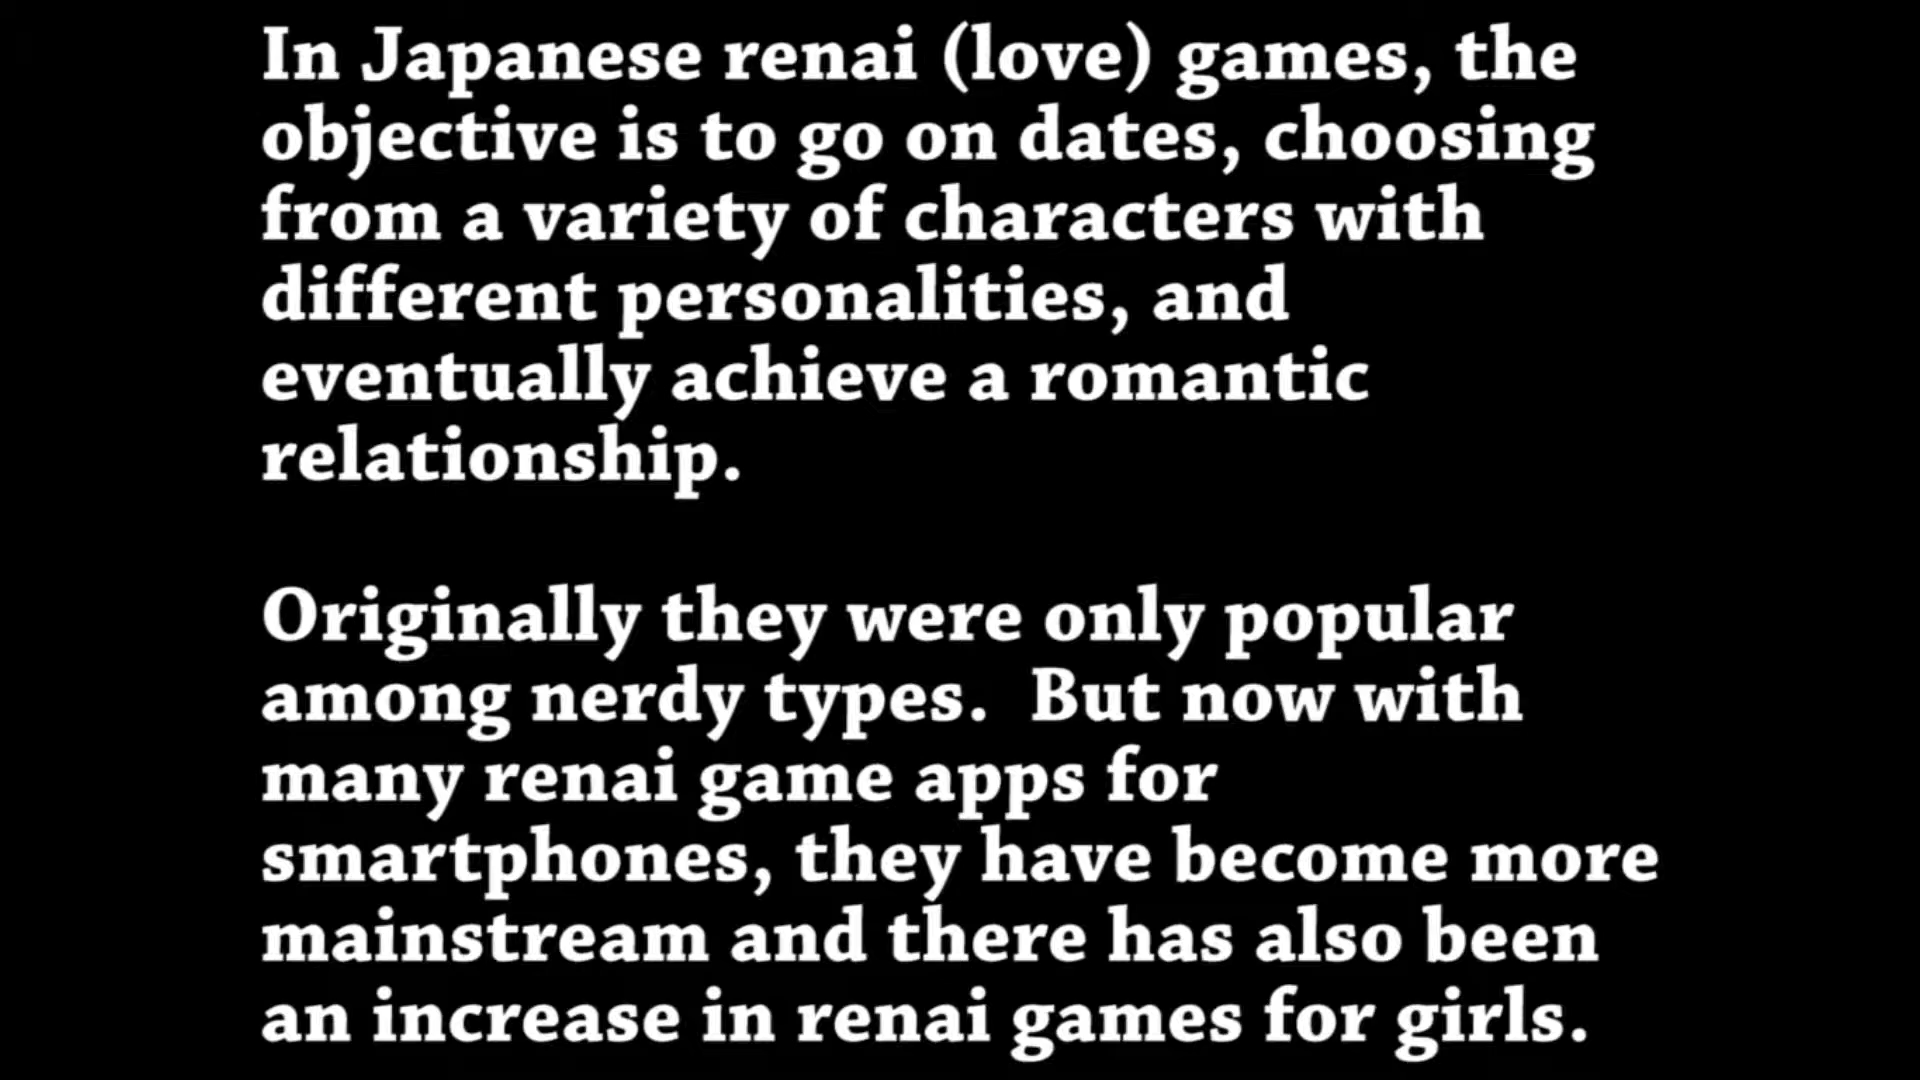 In Japanese renai (love) games, the
objective is to go on dates, choosing
from a variety of characters with
different personalities, and
eventually achieve a romantic
relationship.
Originally they were only popular
among nerdy types.  But now with
many renai game apps for
smartphones, they have become more
mainstream and there has also been
an increase in renai games for girls.